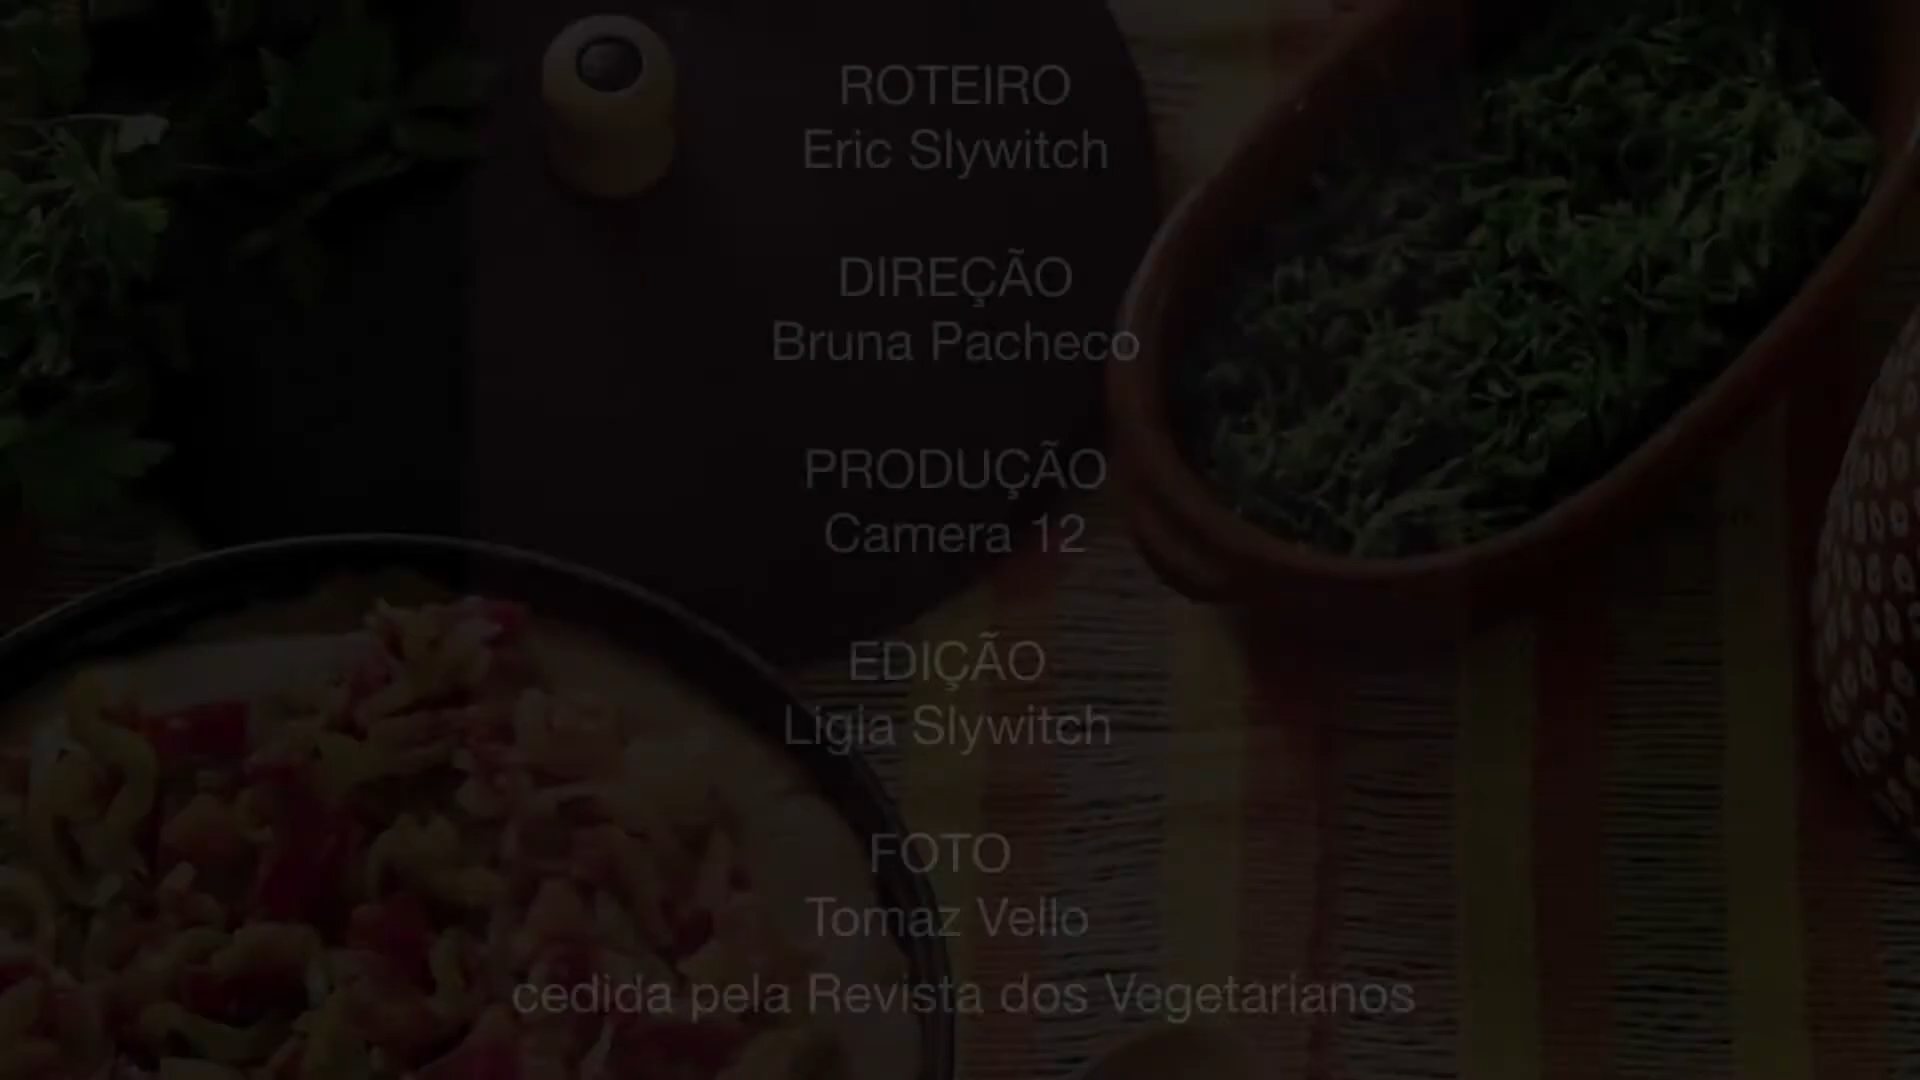 ROTEIRO
Eric Slywitch
DIREÇÃO
Bruna Pacheco
PRODUÇÃO
Camera 12
EDIÇÃO
Ligia Slywitch
FOTO
Tomaz Vello
cedida pela Revista dos Vegetarianos